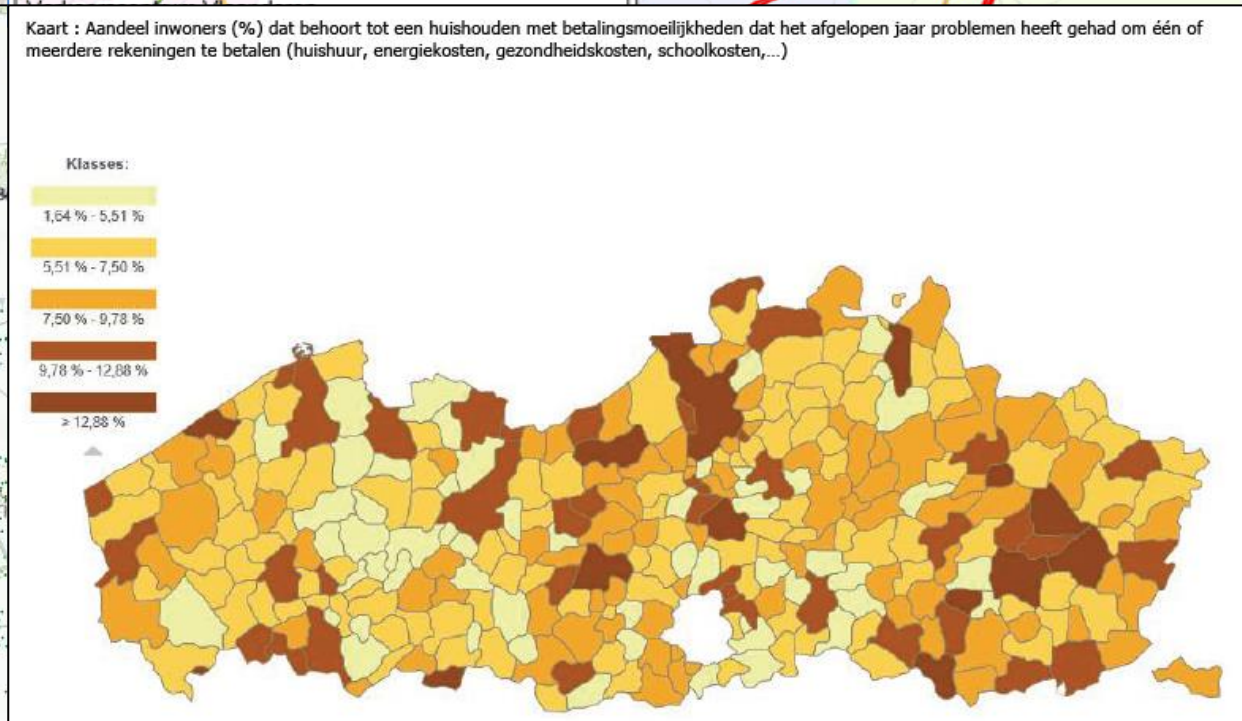 Kaart : Aandeel inwoners (%) dat behoort tot een huishouden met betalingsmoeilijkheden dat het afgelopen jaar problemen heeft gehad om één of
meerdere rekeningen te betalen (huishuur, energiekosten, gezondheidskosten, schoolkosten,...)
Klasses:
1,64 % - 5,51 %
5,51 % - 7,50 %
7,50 % - 9,78 %
9,78 % - 12,88 %
≥ 12,88 %